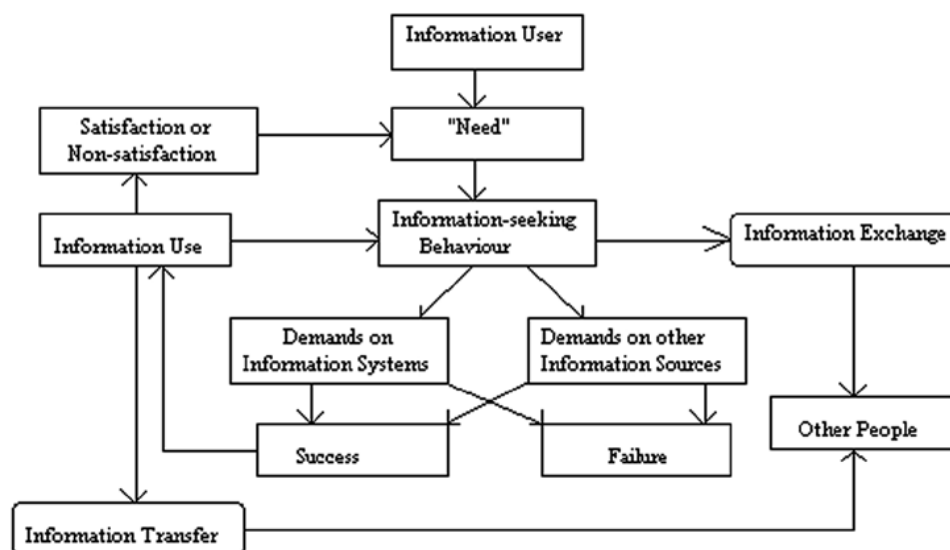 Information User
"Need"
Satisfaction or
Non-satisfaction
Information Use
Information-seeking
Behaviour
Information Exchange
Demands on
Information Systems
Demands on other
Information Sources
Success
Failure
Other People
Information Transfer